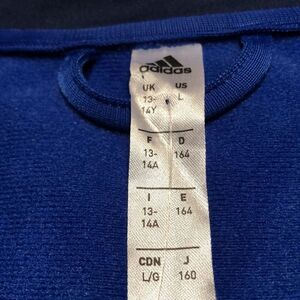 adidas
UK US
13-
14Y L
F D
13-
14A 164
I E
13-
14A 164
CDN J
L/G 160